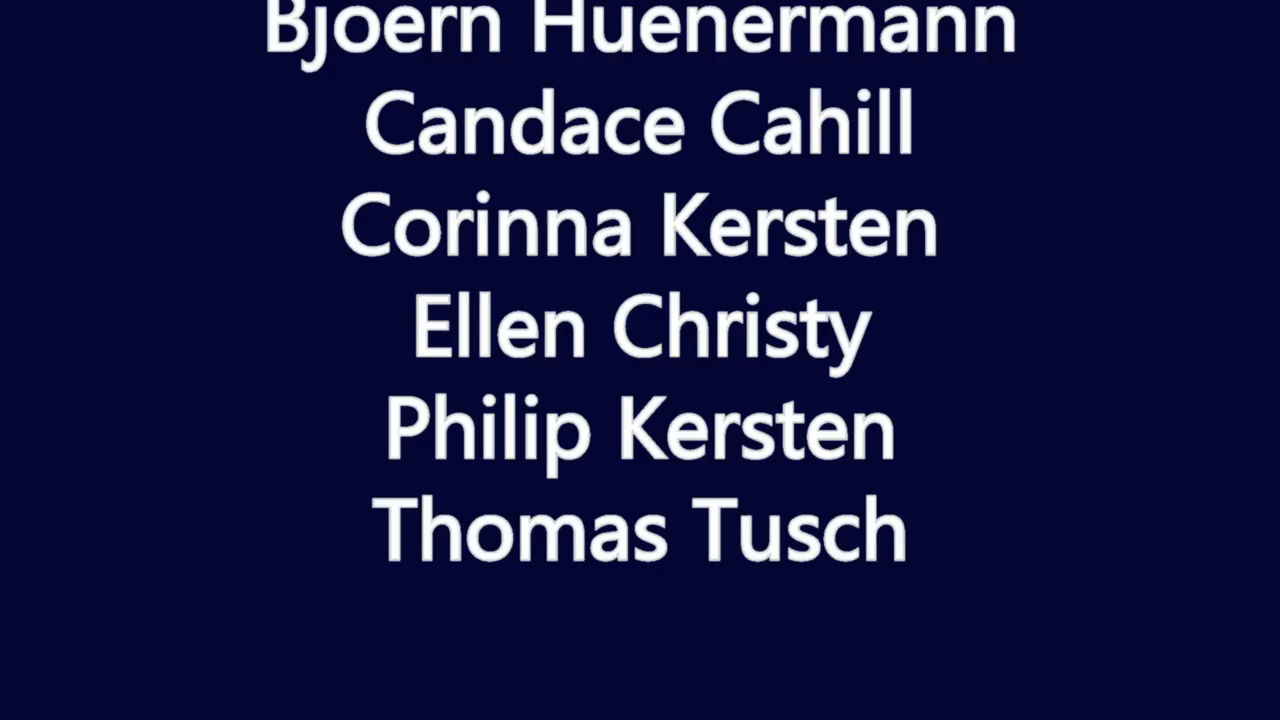 Bjoern Huenermann
Candace Cahill
Corinna Kersten
Ellen Christy
Philip Kersten
Thomas Tusch